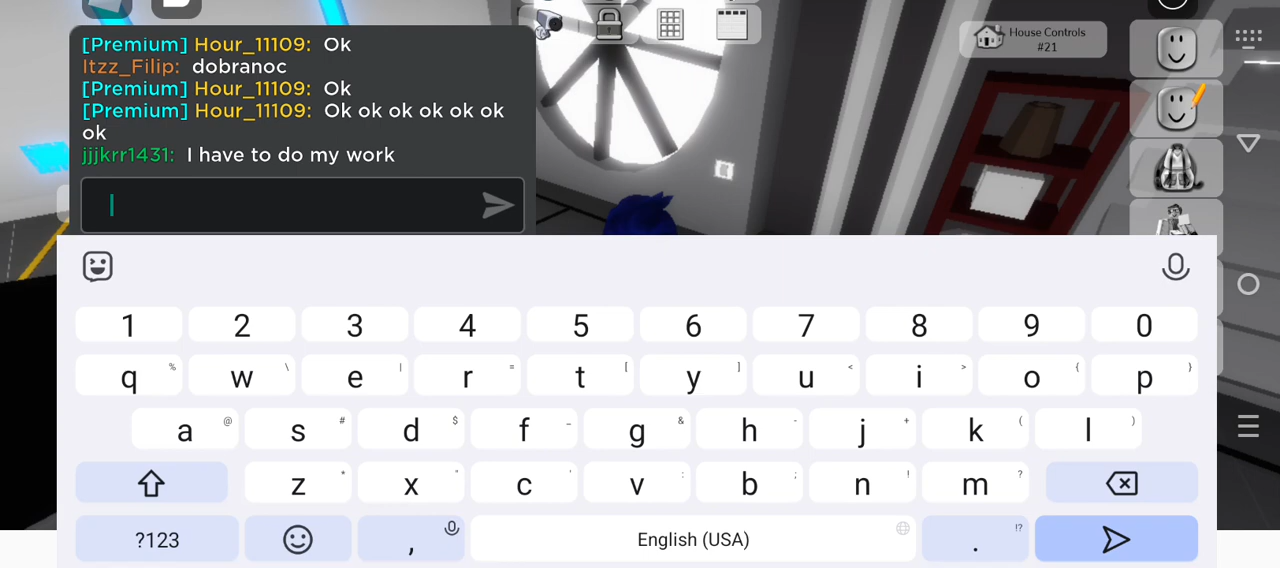 [Premium] Hour_11109: Ok
Itzz_Filip: dobranoc
[Premium] Hour_11109: Ok
[Premium] Hour_11109: Ok ok ok ok ok ok
ok
jjjkrr1431: I have to do my work
House Controls
#21
1 2 3 4 5 6 7 8 9 0
q % w \ e | r = t [ y ] u < i > o { p }
a @ s # d $ f _ g & h - j + k ( l )
z * x " c ' v : b ; n ! m ?
?123 , English (USA) . !?